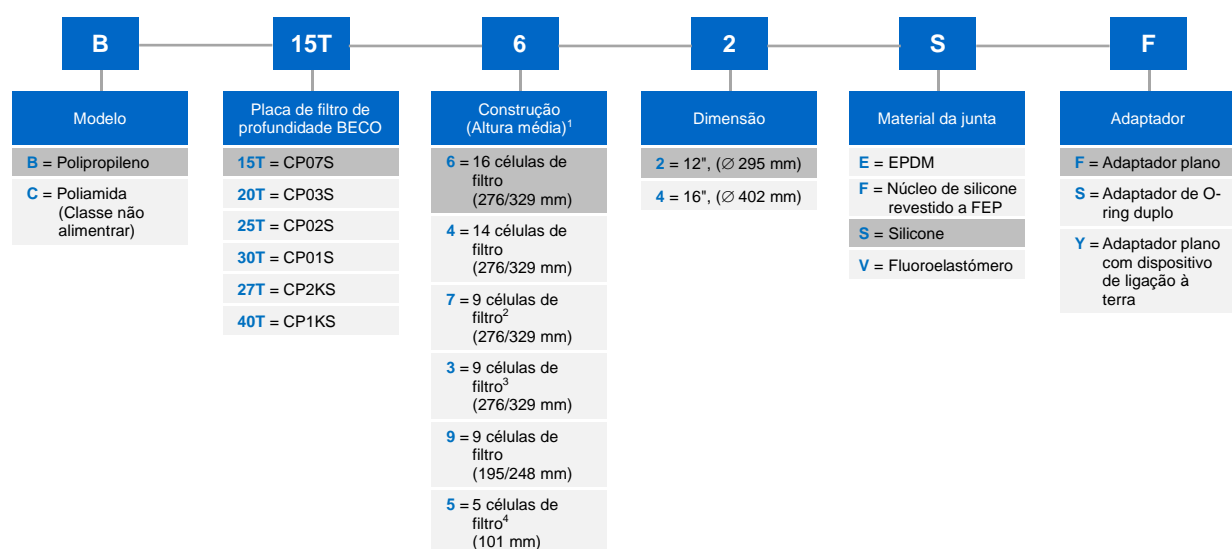 B
15T
6
2
S
F
Modelo
B = Polipropileno
C = Poliamida
(Classe não
alimentrar)
Placa de filtro de
profundidade BECO
15T = CP07S
20T = CP03S
25T = CP02S
30T = CP01S
27T = CP2KS
40T = CP1KS
Construção
(Altura média)1
6 = 16 células de
filtro
(276/329 mm)
4 = 14 células de
filtro
(276/329 mm)
7 = 9 células de
filtro2
(276/329 mm)
3 = 9 células de
filtro3
(276/329 mm)
9 = 9 células de
filtro
(195/248 mm)
5 = 5 células de
filtro4
(101 mm)
Dimensão
2 = 12", (∅ 295 mm)
4 = 16", (∅ 402 mm)
Material da junta
E = EPDM
F = Núcleo de silicone
revestido a FEP
S = Silicone
V = Fluoroelastómero
Adaptador
F = Adaptador plano
S = Adaptador de O-
ring duplo
Y = Adaptador plano
com dispositivo
de ligação à
terra